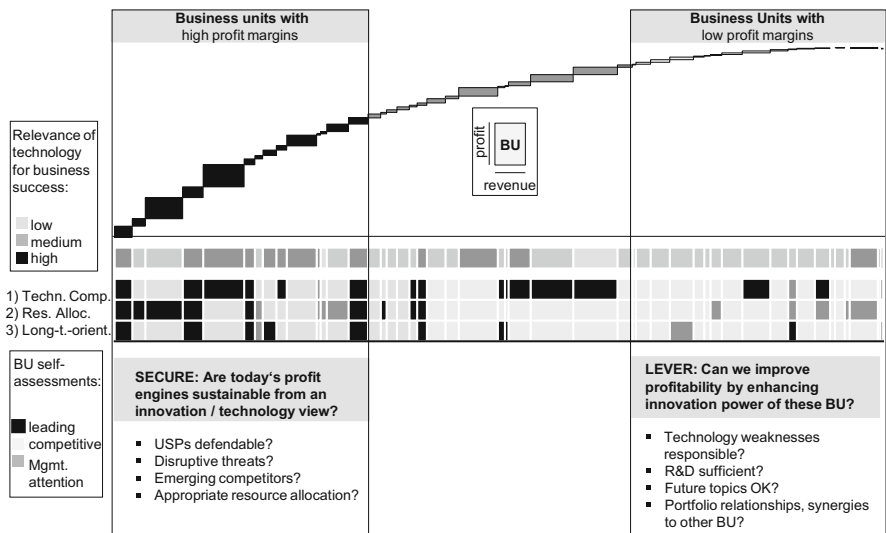 Business units with
high profit margins
Business Units with
low profit margins
Relevance of
technology
for business
success:
low
medium
high
profit
BU
revenue
1) Techn. Comp.
2) Res. Alloc.
3) Long-t.-orient.
BU self-
assessments:
leading
competitive
Mgmt.
attention
SECURE: Are today‘s profit
engines sustainable from an
innovation / technology view?
▪ USPs defendable?
▪ Disruptive threats?
▪ Emerging competitors?
▪ Appropriate resource allocation?
LEVER: Can we improve
profitability by enhancing
innovation power of these BU?
▪ Technology weaknesses
responsible?
▪ R&D sufficient?
▪ Future topics OK?
▪ Portfolio relationships, synergies
to other BU?